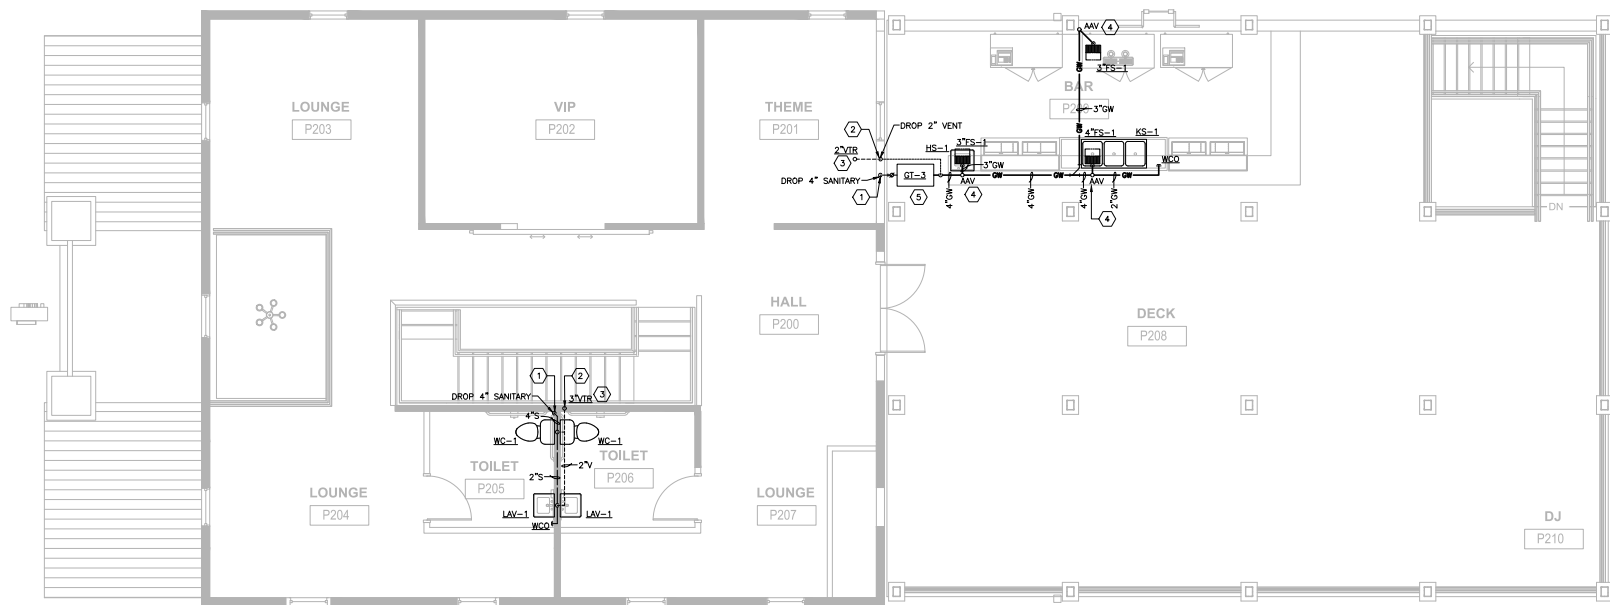 AAV 4
3"FS-1
BAR
3"GW
GW
GW
LOUNGE
P203
VIP
P202
THEME
P201
2
DROP 2" VENT
2"VTR
3
HS-1
3"FS-1
4"FS-1
KS-1
WCO
3"GW
DROP 4" SANITARY
GT-3
GW
GW
GW
1
5
AAV
4
AAV
4
4"GW
4"GW
4"GW
2"GW
DN
HALL
P200
DECK
P208
1
2
3
DROP 4" SANITARY
3"VTR
4"S
WC-1
WC-1
TOILET
P205
TOILET
P206
2"V
2"S
LAV-1
LAV-1
WCO
LOUNGE
P204
LOUNGE
P207
DJ
P210